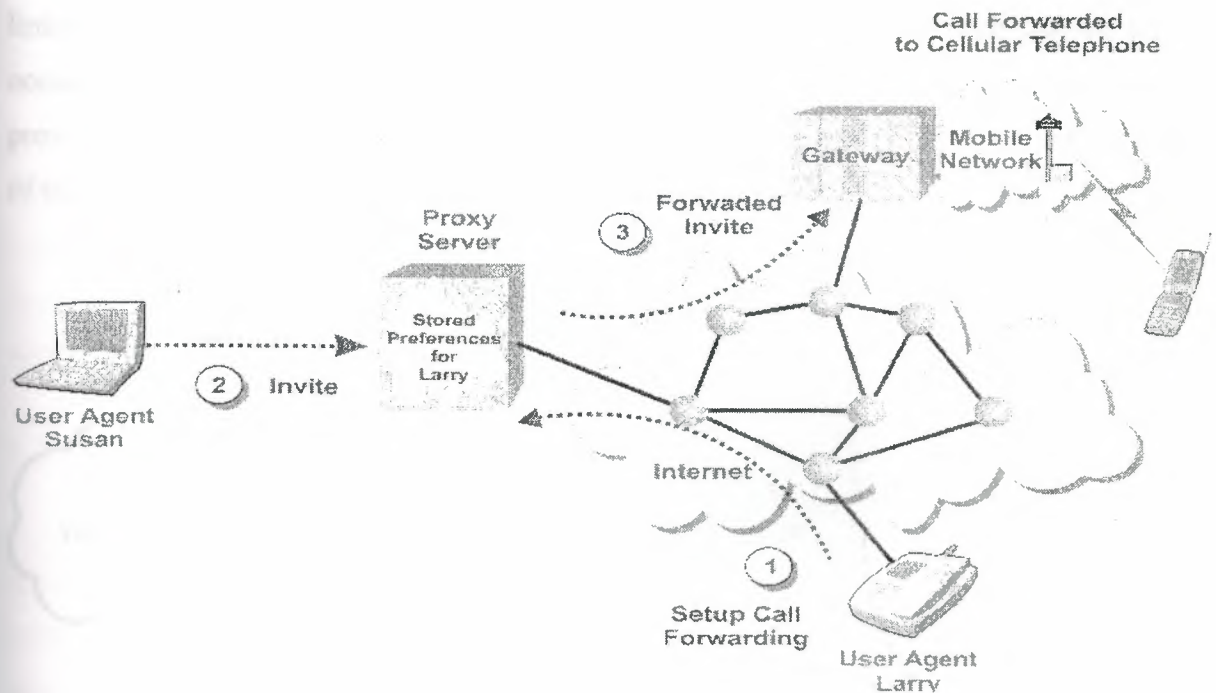 Call Forwarded
to Cellular Telephone
Gateway
Mobile
Network
3
Forwaded
Invite
Proxy
Server
Stored
Preferences
for
Larry
2 Invite
User Agent
Susan
Internet
1
Setup Call
Forwarding
User Agent
Larry